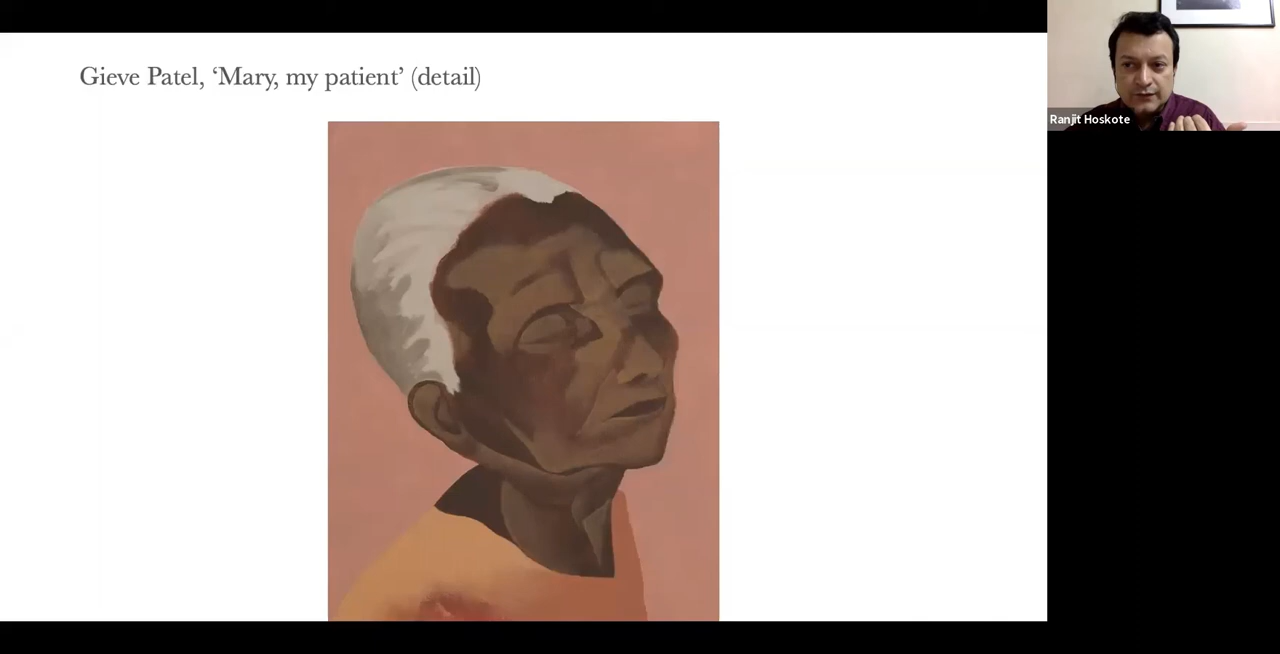 Gieve Patel, ‘Mary, my patient’ (detail)
Ranjit Hoskote